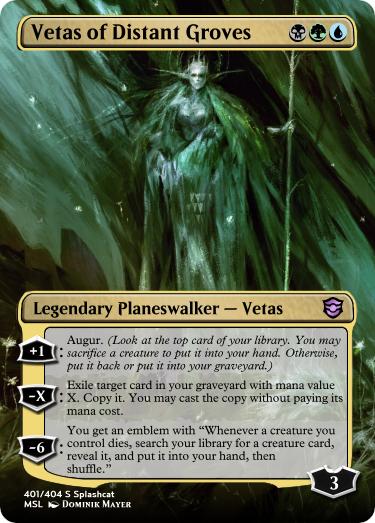 Vetas of Distant Groves
Legendary Planeswalker — Vetas
+1: Augur. (Look at the top card of your library. You may
sacrifice a creature to put it into your hand. Otherwise,
put it back or put it into your graveyard.)
-X: Exile target card in your graveyard with mana value
X. Copy it. You may cast the copy without paying its
mana cost.
-6: You get an emblem with “Whenever a creature you
control dies, search your library for a creature card,
reveal it, and put it into your hand, then
shuffle.”
3
401/404 S Splashcat
MSL DOMINIK MAYER